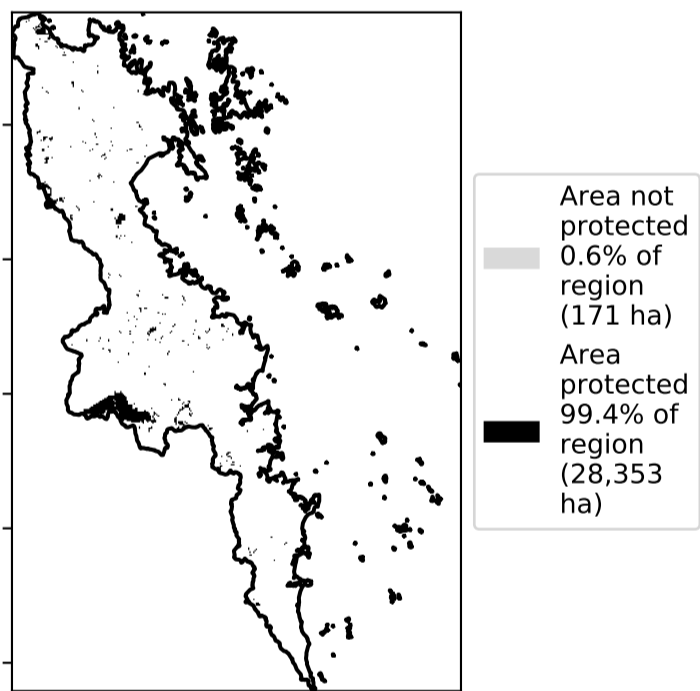 Area not
protected
0.6% of
region
(171 ha)
Area
protected
99.4% of
region
(28,353
ha)